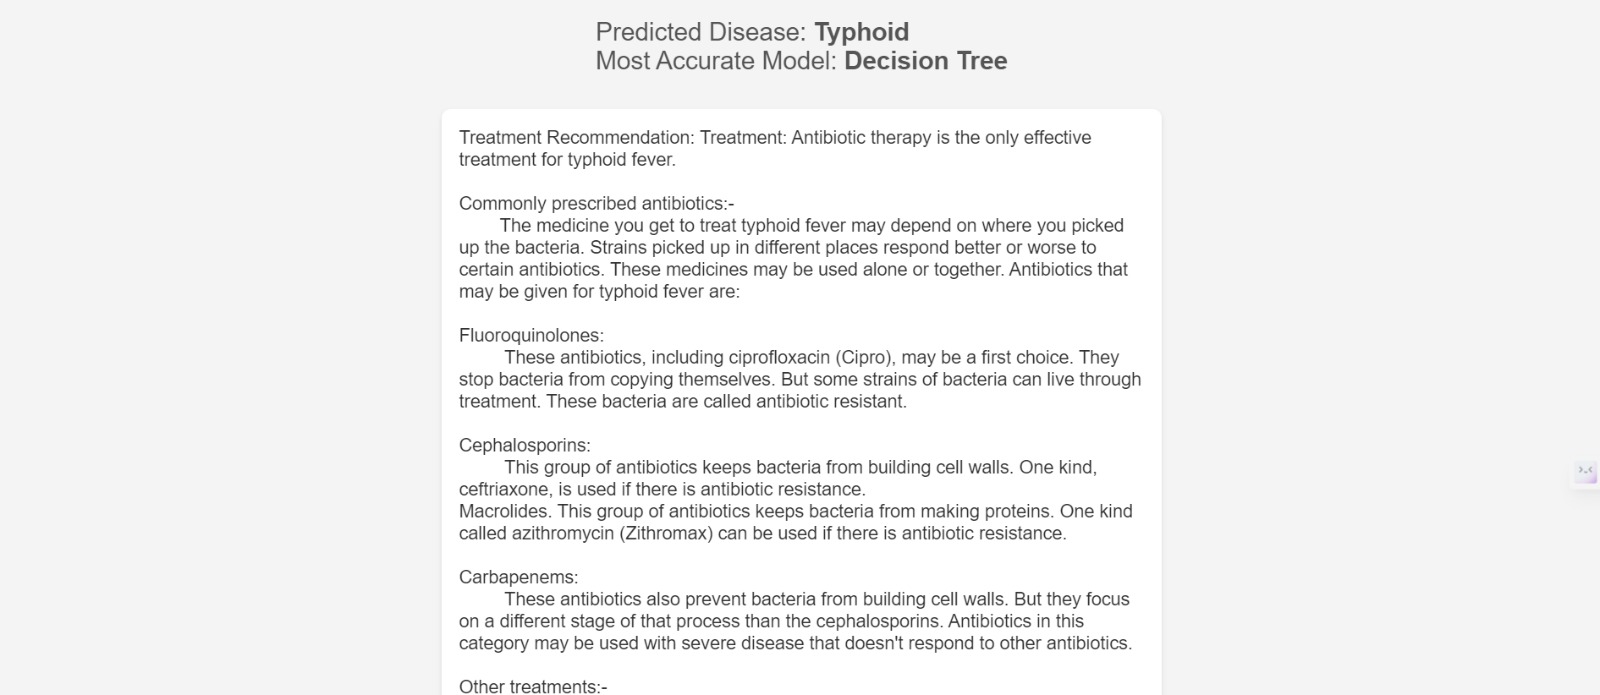 Predicted Disease: Typhoid
Most Accurate Model: Decision Tree
Treatment Recommendation: Treatment: Antibiotic therapy is the only effective
treatment for typhoid fever.
Commonly prescribed antibiotics:-
The medicine you get to treat typhoid fever may depend on where you picked
up the bacteria. Strains picked up in different places respond better or worse to
certain antibiotics. These medicines may be used alone or together. Antibiotics that
may be given for typhoid fever are:
Fluoroquinolones:
These antibiotics, including ciprofloxacin (Cipro), may be a first choice. They
stop bacteria from copying themselves. But some strains of bacteria can live through
treatment. These bacteria are called antibiotic resistant.
Cephalosporins:
This group of antibiotics keeps bacteria from building cell walls. One kind,
ceftriaxone, is used if there is antibiotic resistance.
Macrolides. This group of antibiotics keeps bacteria from making proteins. One kind
called azithromycin (Zithromax) can be used if there is antibiotic resistance.
Carbapenems:
These antibiotics also prevent bacteria from building cell walls. But they focus
on a different stage of that process than the cephalosporins. Antibiotics in this
category may be used with severe disease that doesn't respond to other antibiotics.
Other treatments:-